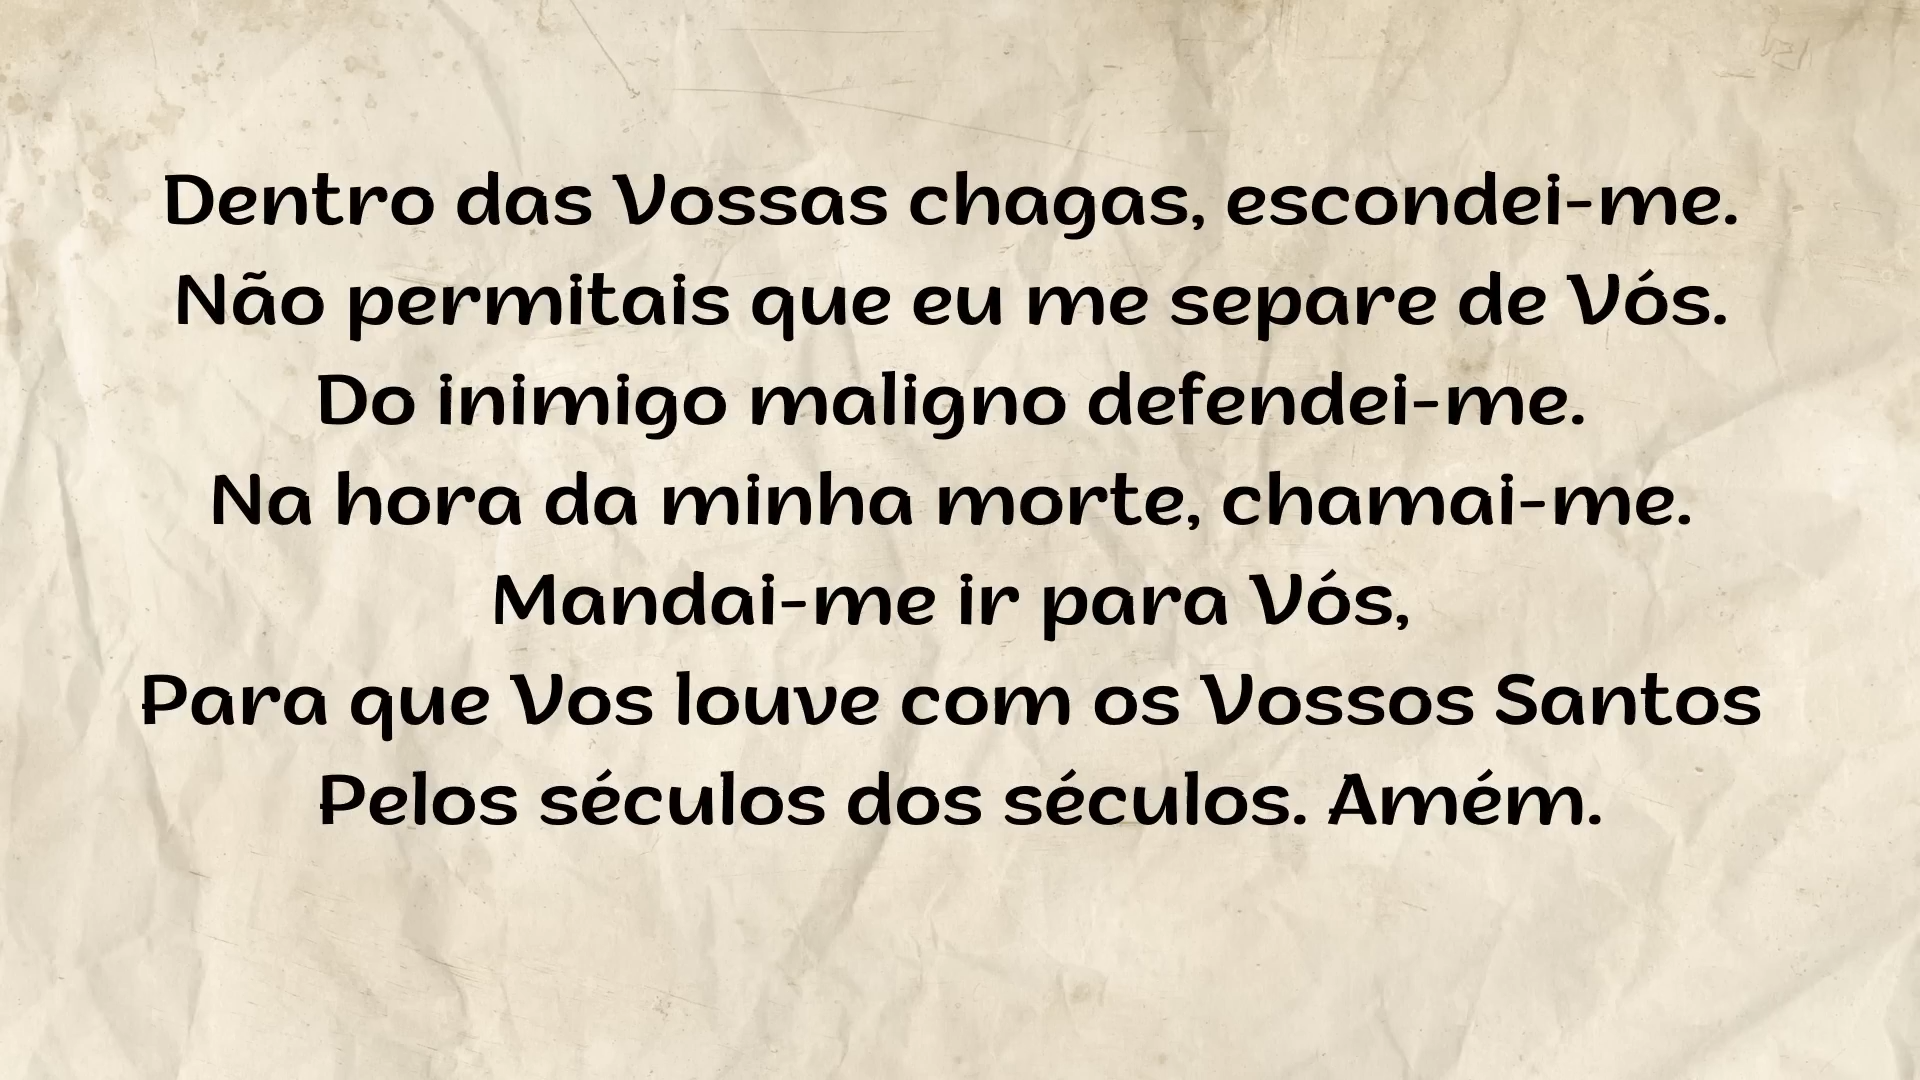 Dentro das Vossas chagas, escondei-me.
Não permitais que eu me separe de Vós.
Do inimigo maligno defendei-me.
Na hora da minha morte, chamai-me.
Mandai-me ir para Vós,
Para que Vos louve com os Vossos Santos
Pelos séculos dos séculos. Amém.